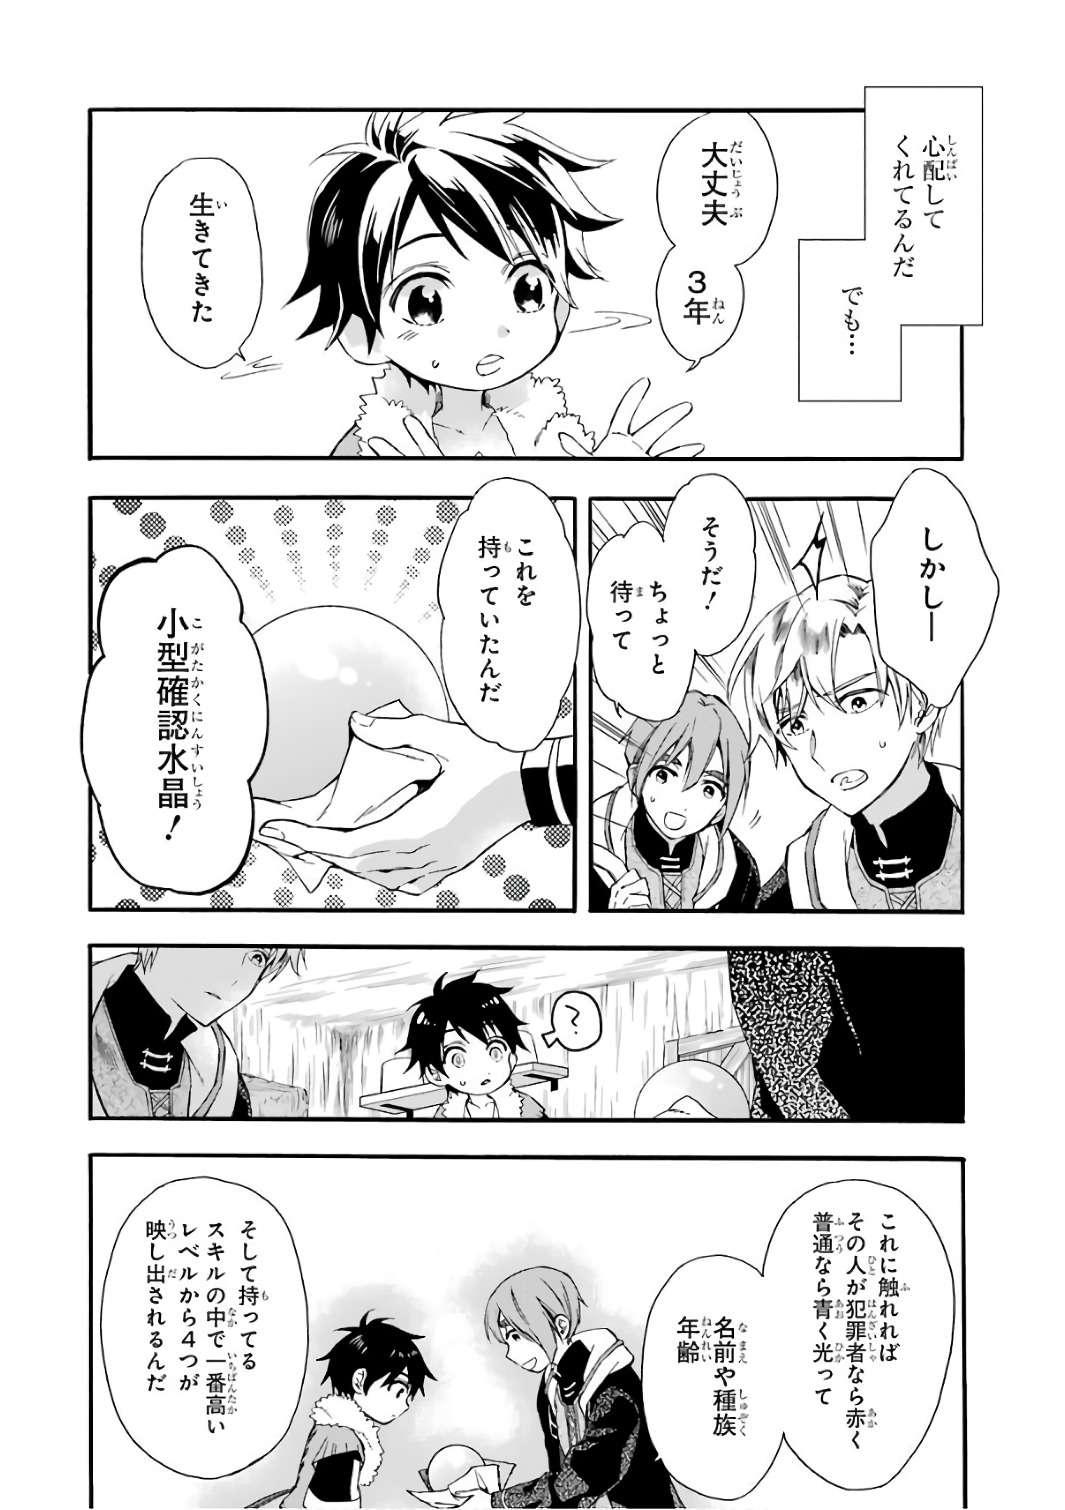 心配して
くれてるんだ
でも…
大丈夫
3年
生きてきた
しかし―
そうだ！
ちょっと
待って
これを
持っていたんだ
小型確認水晶！
?
これに触れれば
その人が犯罪者なら赤く
普通なら青く光って
名前や種族
年齢
そして持ってる
スキルの中で一番高い
レベルから4つが
映し出されるんだ